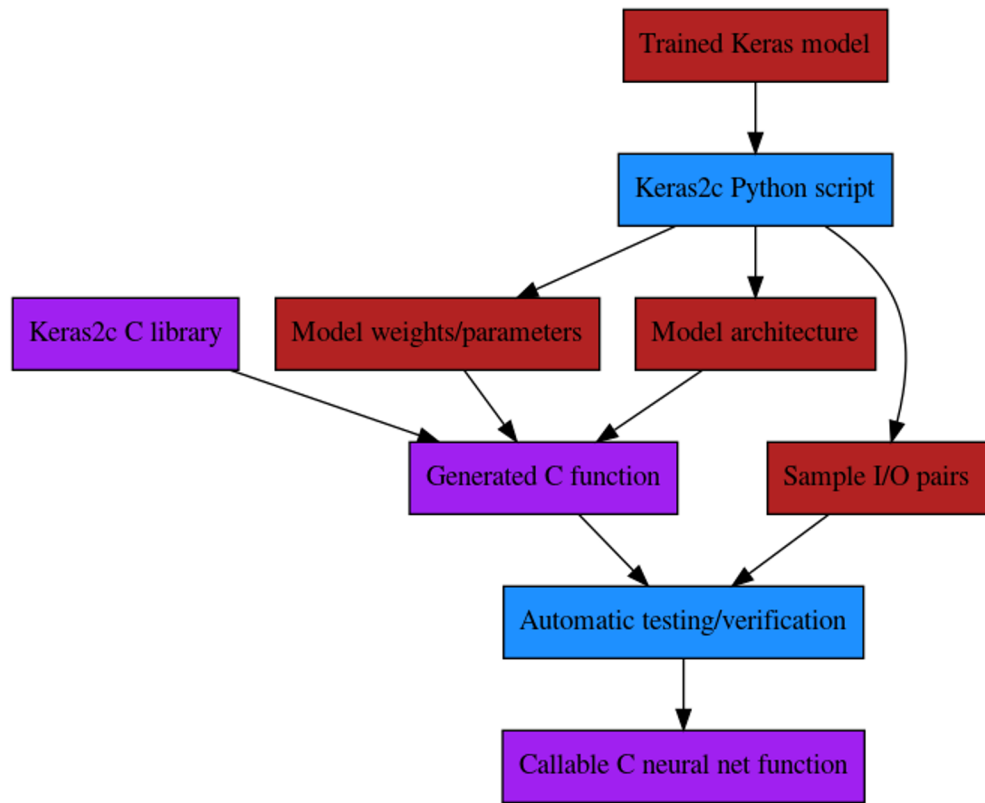 Trained Keras model
Keras2c Python script
Keras2c C library
Model weights/parameters
Model architecture
Generated C function
Sample I/O pairs
Automatic testing/verification
Callable C neural net function